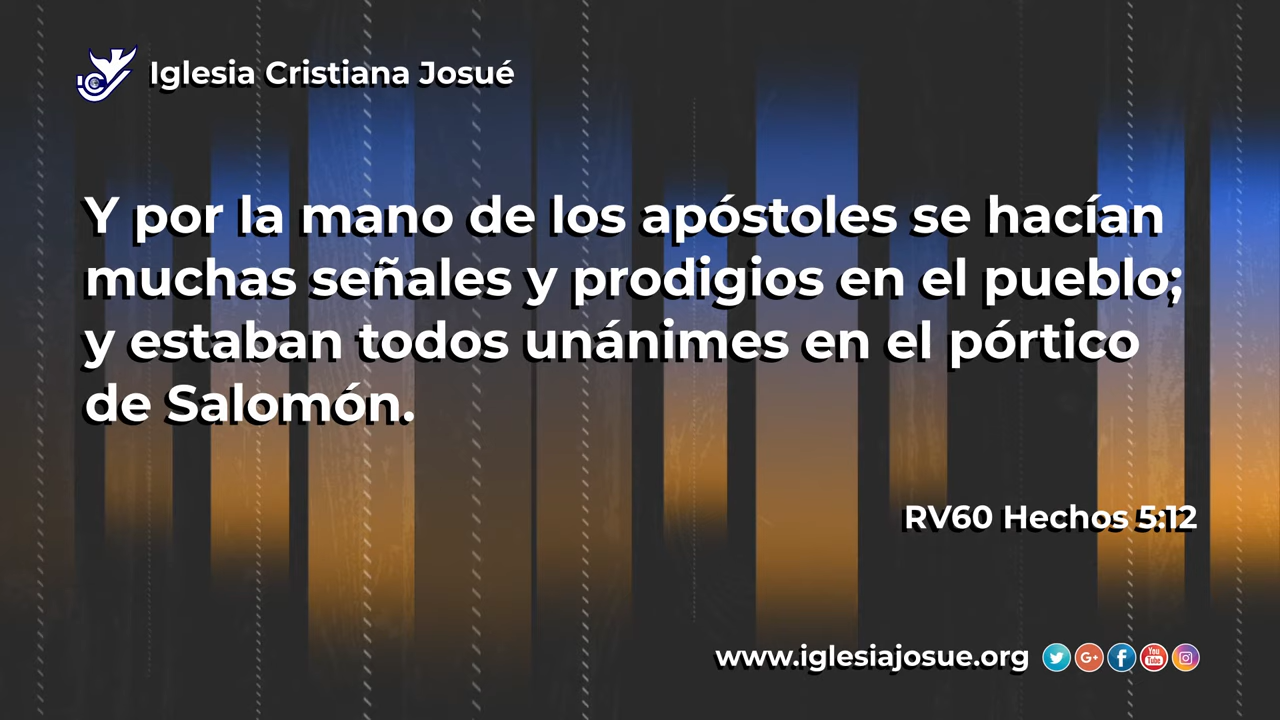 Iglesia Cristiana Josué
Y por la mano de los apóstoles se hacían
muchas señales y prodigios en el pueblo;
y estaban todos unánimes en el pórtico
de Salomón.
RV60 Hechos 5:12
www.iglesiajosue.org